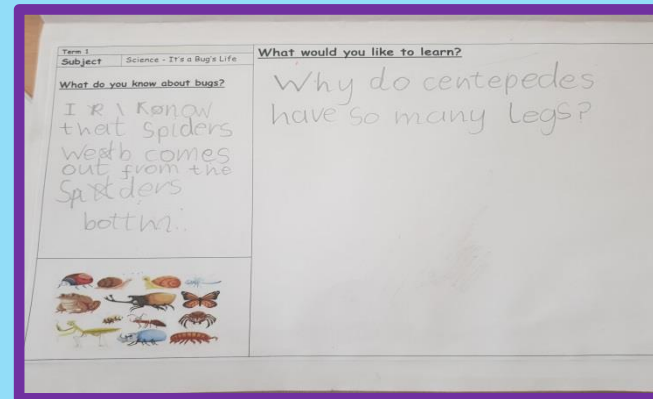 Term 1
Subject
Science - It's a Bug's Life
What do you know about bugs?
I R I Konow
that Spiders
web comes
out from the
Spiders
bottm.
What would you like to learn?
Why do centepedes
have so many Legs?